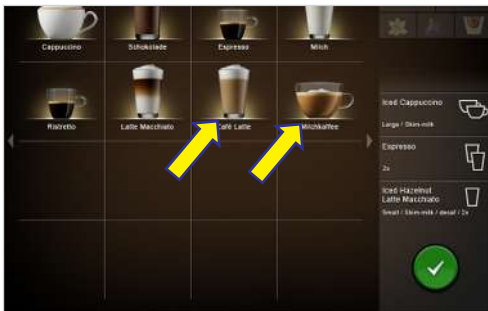 Cappuccino
Schokolade
Espresso
Milch
Ristretto
Latte Macchiato
Café Latte
Milchkaffee
Iced Cappuccino
Large / Skim milk
Espresso
2x
Iced Hazelnut
Latte Macchiato
Small / Skim milk / decaf / 2x